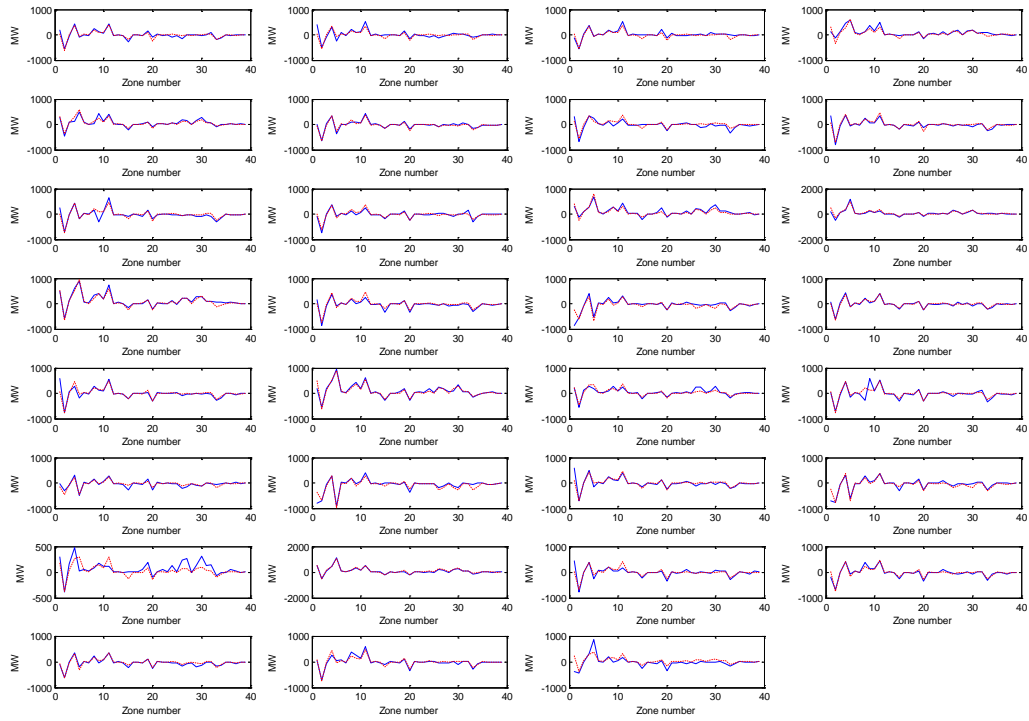 1000 1000 1000 1000
MW 0 MW 0 MW 0 MW 0
-1000 -1000 -1000 -1000
0 10 20 30 40 0 10 20 30 40 0 10 20 30 40 0 10 20 30 40
Zone number Zone number Zone number Zone number
1000 1000 1000 1000
MW 0 MW 0 MW 0 MW 0
-1000 -1000 -1000 -1000
0 10 20 30 40 0 10 20 30 40 0 10 20 30 40 0 10 20 30 40
Zone number Zone number Zone number Zone number
1000 1000 1000 2000
MW 0 MW 0 MW 0 MW 0
-1000 -1000 -1000 -2000
0 10 20 30 40 0 10 20 30 40 0 10 20 30 40 0 10 20 30 40
Zone number Zone number Zone number Zone number
1000 1000 1000 1000
MW 0 MW 0 MW 0 MW 0
-1000 -1000 -1000 -1000
0 10 20 30 40 0 10 20 30 40 0 10 20 30 40 0 10 20 30 40
Zone number Zone number Zone number Zone number
1000 1000 1000 1000
MW 0 MW 0 MW 0 MW 0
-1000 -1000 -1000 -1000
0 10 20 30 40 0 10 20 30 40 0 10 20 30 40 0 10 20 30 40
Zone number Zone number Zone number Zone number
1000 1000 1000 1000
MW 0 MW 0 MW 0 MW 0
-1000 -1000 -1000 -1000
0 10 20 30 40 0 10 20 30 40 0 10 20 30 40 0 10 20 30 40
Zone number Zone number Zone number Zone number
500 2000 1000 1000
MW 0 MW 0 MW 0 MW 0
-500 -2000 -1000 -1000
0 10 20 30 40 0 10 20 30 40 0 10 20 30 40 0 10 20 30 40
Zone number Zone number Zone number Zone number
1000 1000 1000
MW 0 MW 0 MW 0
-1000 -1000 -1000
0 10 20 30 40 0 10 20 30 40 0 10 20 30 40
Zone number Zone number Zone number